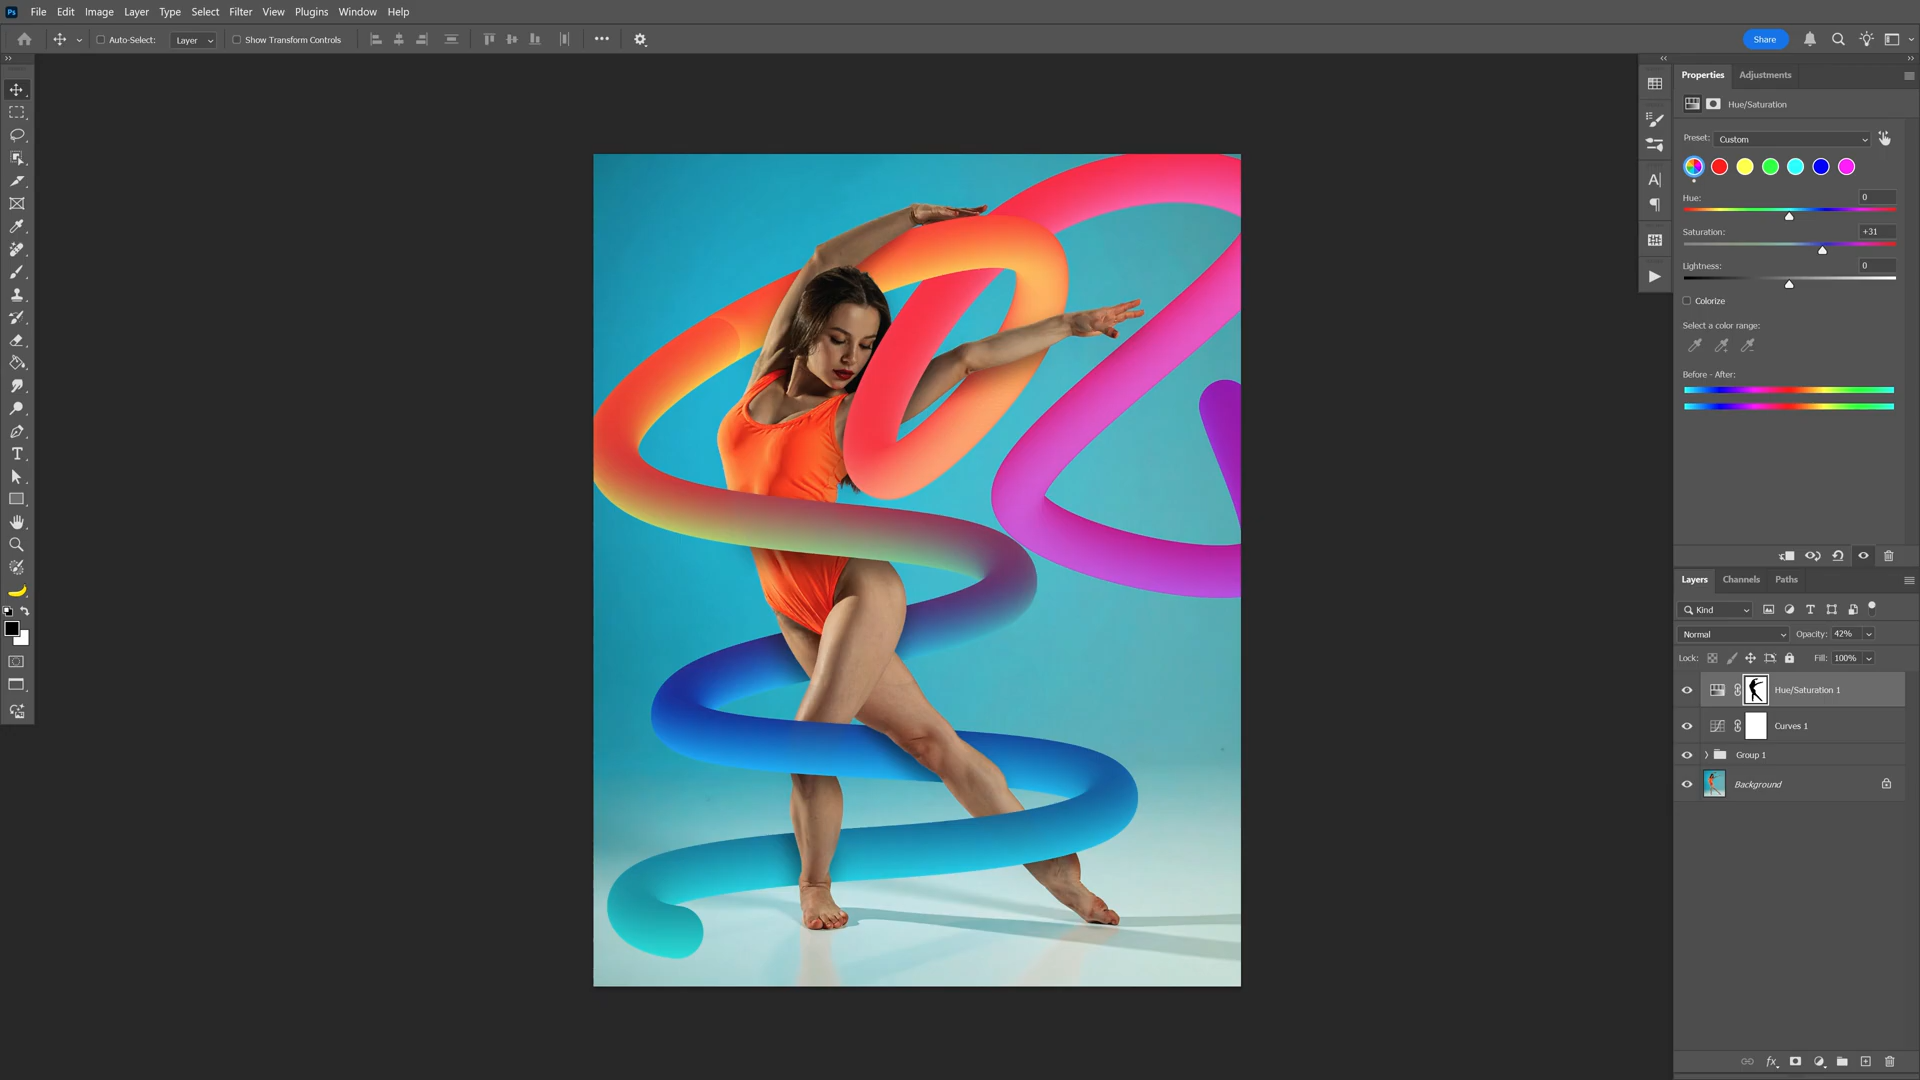 Ps File Edit Image Layer Type Select Filter View Plugins Window Help
Auto-Select: Layer Show Transform Controls Share
Properties Adjustments
Hue/Saturation
Preset: Custom
Hue: 0
Saturation: +31
Lightness: 0
Colorize
Select a color range:
Before - After:
Layers Channels Paths
Kind
Normal Opacity: 42%
Lock: Fill: 100%
Hue/Saturation 1
Curves 1
Group 1
Background
fx